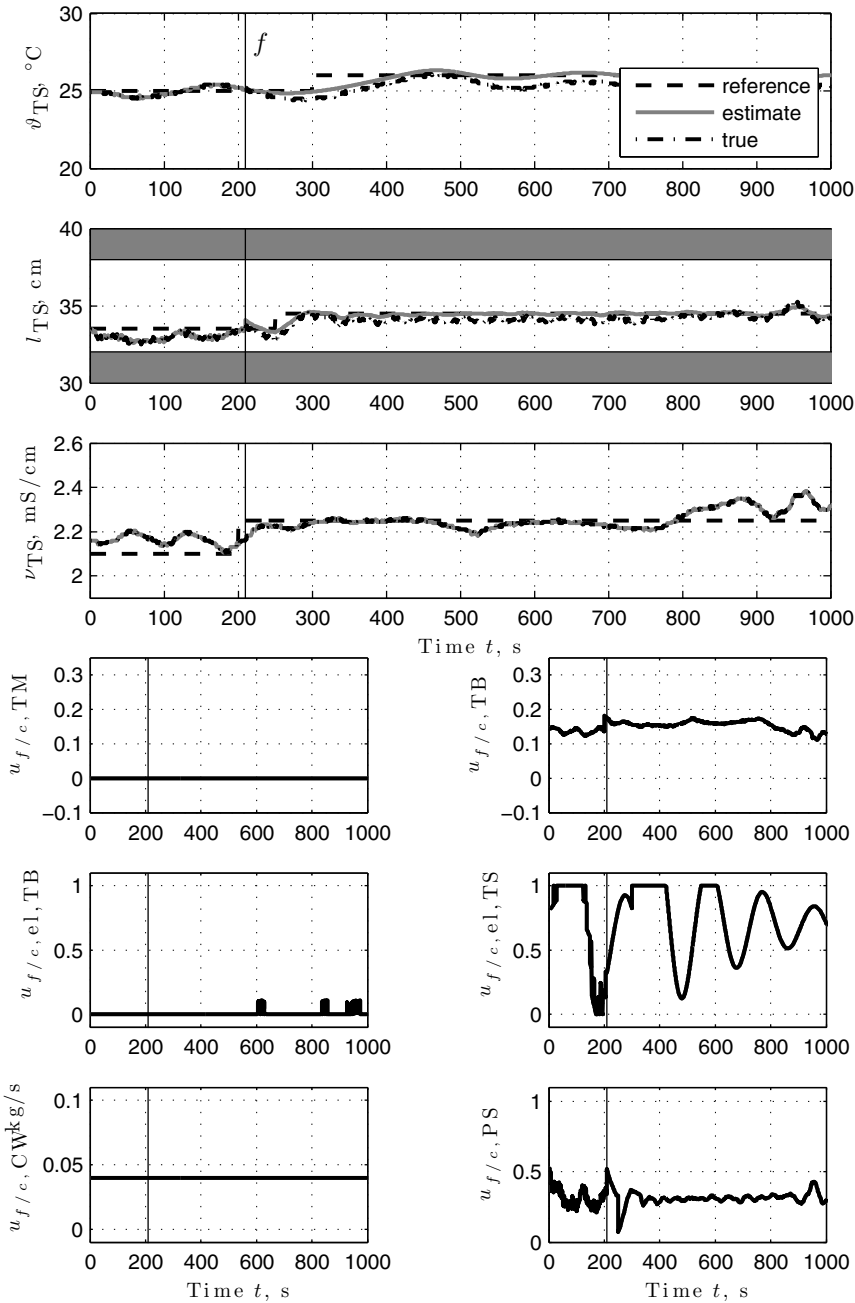 30
25
20
ϑTS, °C
f
reference
estimate
true
0 100 200 300 400 500 600 700 800 900 1000
40
35
30
lTS, cm
0 100 200 300 400 500 600 700 800 900 1000
2.6
2.4
2.2
2
νTS, mS/cm
0 100 200 300 400 500 600 700 800 900 1000
Time t, s
0.3
0.2
0.1
0
−0.1
uf/c, TM
0 200 400 600 800 1000
0.3
0.2
0.1
0
−0.1
uf/c, TB
0 200 400 600 800 1000
1
0.5
0
uf/c, el, TB
0 200 400 600 800 1000
1
0.5
0
uf/c, el, TS
0 200 400 600 800 1000
0.1
0.05
0
uf/c, CWkg/s
0 200 400 600 800 1000
Time t, s
1
0.5
0
uf/c, PS
0 200 400 600 800 1000
Time t, s